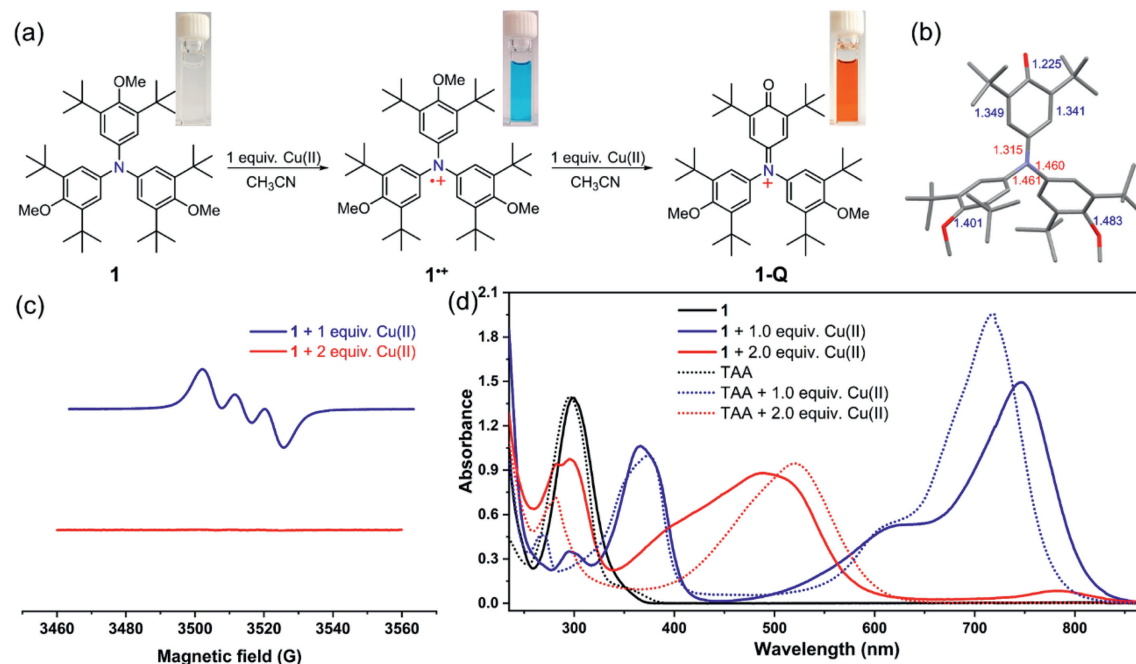 (a)
OMe
N
MeO
OMe
1
1 equiv. Cu(II)
CH3CN
OMe
N
•+
MeO
OMe
1•+
1 equiv. Cu(II)
CH3CN
O
N
+
MeO
OMe
1-Q
(b)
1.225
1.349
1.341
1.315
N
1.460
1.461
1.401
1.483
(c)
1 + 1 equiv. Cu(II)
1 + 2 equiv. Cu(II)
3460 3480 3500 3520 3540 3560
Magnetic field (G)
(d)
2.1
1.8
1.5
1.2
0.9
0.6
0.3
0.0
Absorbance
1
1 + 1.0 equiv. Cu(II)
1 + 2.0 equiv. Cu(II)
TAA
TAA + 1.0 equiv. Cu(II)
TAA + 2.0 equiv. Cu(II)
300 400 500 600 700 800
Wavelength (nm)